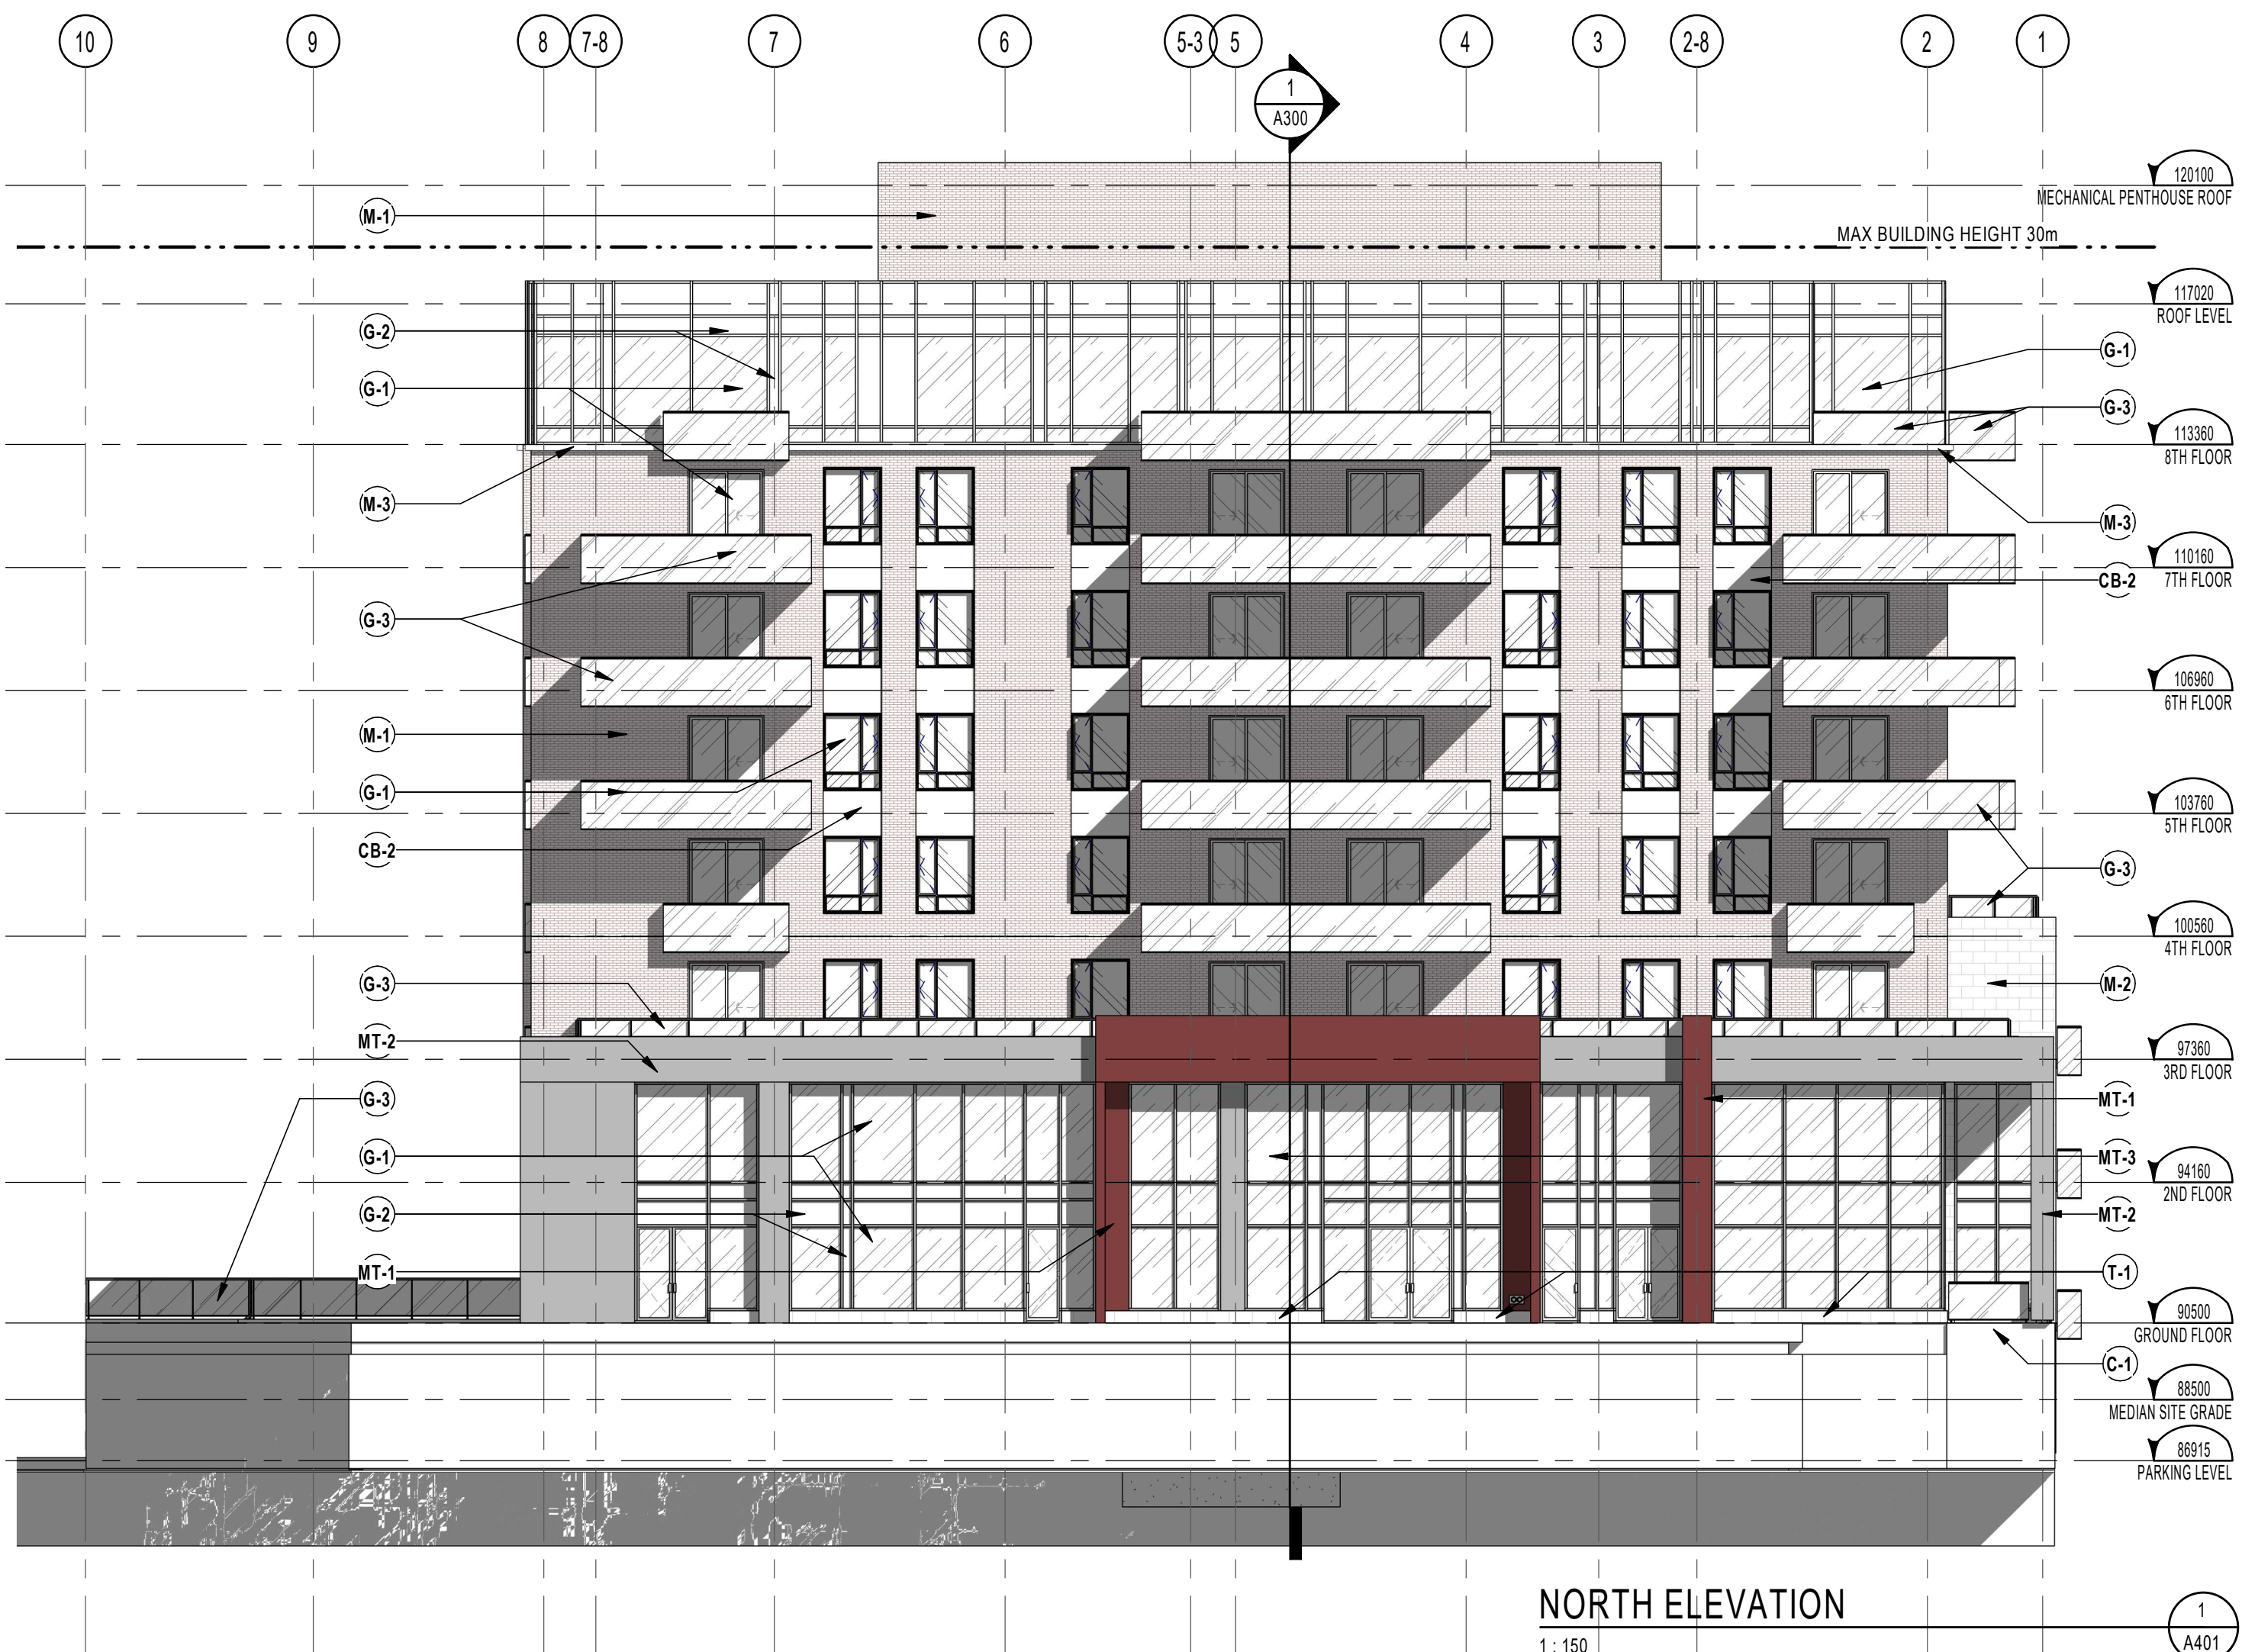 10 9 8 7-8 7 6 5-3 5 4 3 2-8 2 1
1
A300
120100
MECHANICAL PENTHOUSE ROOF
M-1
MAX BUILDING HEIGHT 30m
117020
ROOF LEVEL
G-2
G-1
G-1
G-3
113360
8TH FLOOR
M-3
M-3
110160
7TH FLOOR
CB-2
G-3
106960
6TH FLOOR
M-1
G-1
103760
5TH FLOOR
CB-2
G-3
100560
4TH FLOOR
G-3
M-2
MT-2
97360
3RD FLOOR
G-3
MT-1
G-1
MT-3
94160
2ND FLOOR
G-2
MT-2
MT-1
T-1
90500
GROUND FLOOR
C-1
88500
MEDIAN SITE GRADE
86915
PARKING LEVEL
NORTH ELEVATION
1 : 150
1
A401